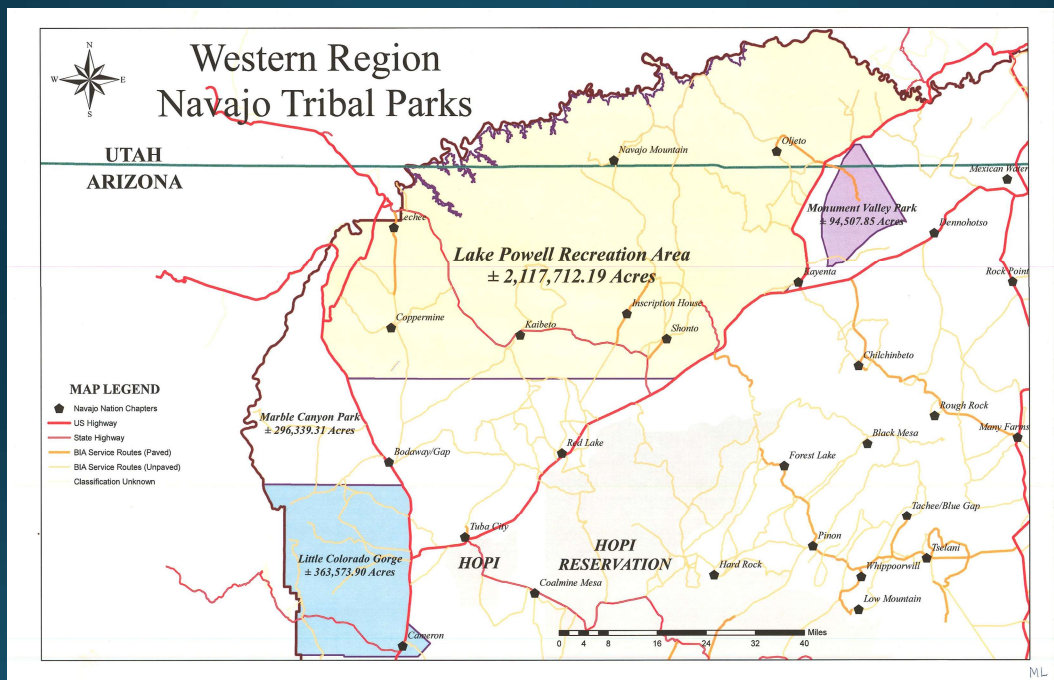 Western Region
Navajo Tribal Parks
N
W E
S
UTAH
ARIZONA
Navajo Mountain
Oljeto
Mexican Water
Monument Valley Park
± 94,507.85 Acres
Dennohotso
Lechee
Lake Powell Recreation Area
± 2,117,712.19 Acres
Kayenta
Rock Point
Coppermine
Kaibeto
Inscription House
Shonto
Chilchinbeto
MAP LEGEND
Navajo Nation Chapters
US Highway
State Highway
BIA Service Routes (Paved)
BIA Service Routes (Unpaved)
Classification Unknown
Marble Canyon Park
± 296,339.31 Acres
Rough Rock
Many Farms
Black Mesa
Red Lake
Bodaway/Gap
Forest Lake
Tachee/Blue Gap
Tuba City
Pinon
Tselani
HOPI
HOPI
RESERVATION
Little Colorado Gorge
± 363,573.90 Acres
Hard Rock
Whippoorwill
Coalmine Mesa
Low Mountain
Cameron
Miles
0 4 8 16 24 32 40
ML